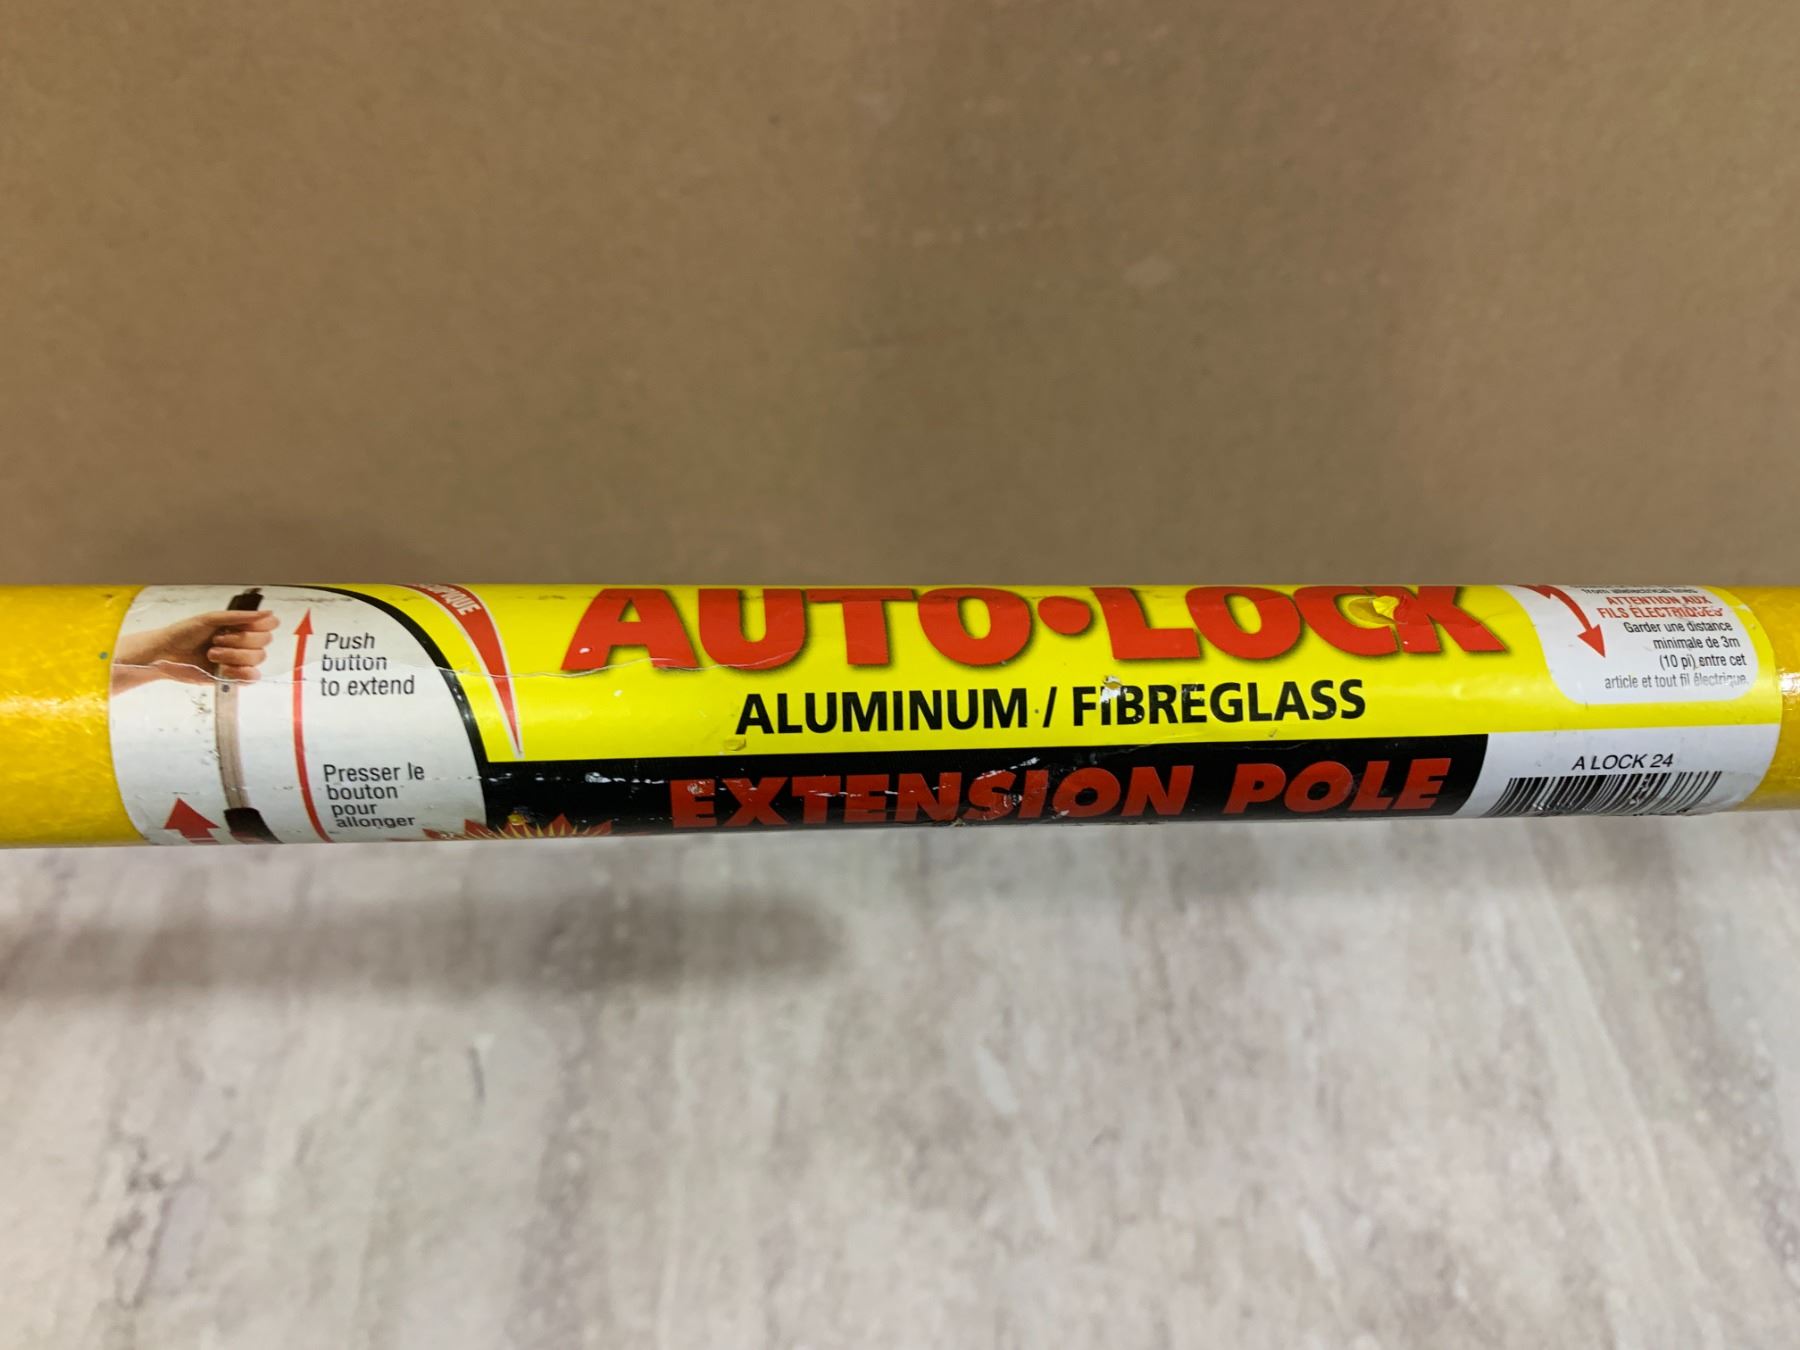 Push
button
to extend
Presser le
bouton
pour
allonger
AUTO•LOCK
ALUMINUM / FIBREGLASS
EXTENSION POLE
ATTENTION AUX
FILS ÉLECTRIQUES
Garder une distance
minimale de 3m
(10 pi) entre cet
article et tout fil électrique.
A LOCK 24